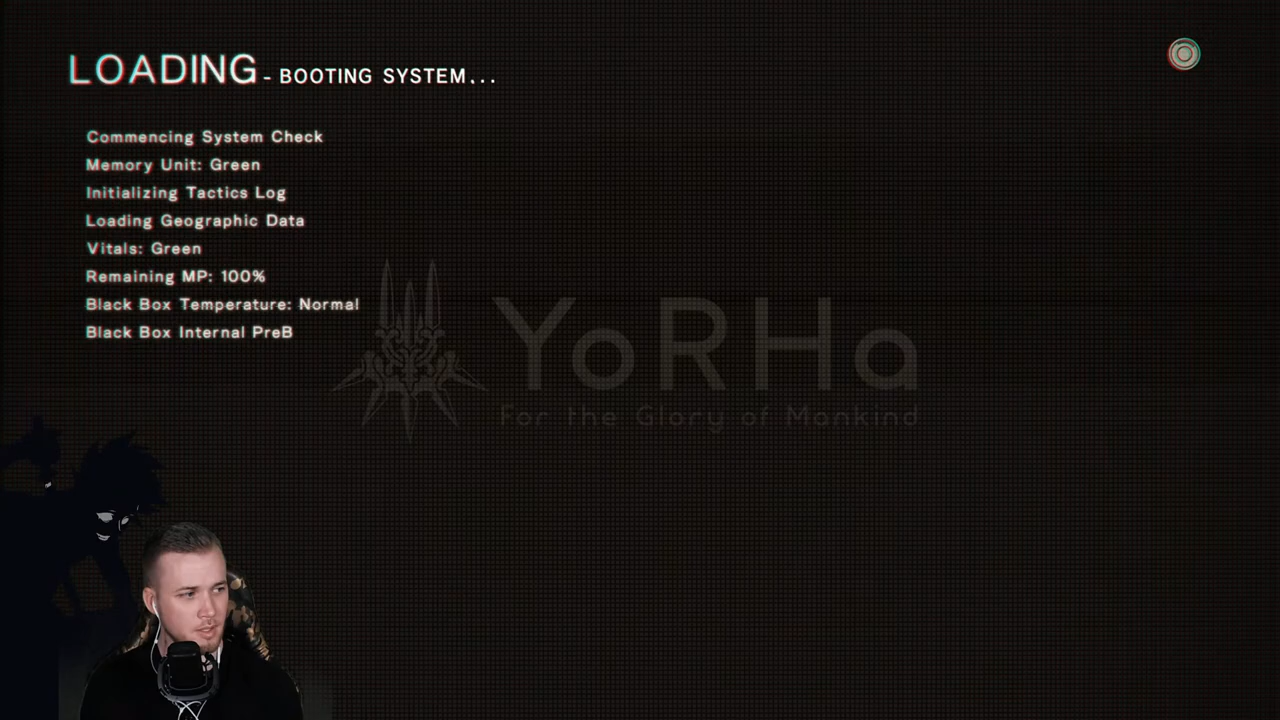 LOADING - BOOTING SYSTEM...
Commencing System Check
Memory Unit: Green
Initializing Tactics Log
Loading Geographic Data
Vitals: Green
Remaining MP: 100%
Black Box Temperature: Normal
Black Box Internal PreB
YoRHa
For the Glory of Mankind